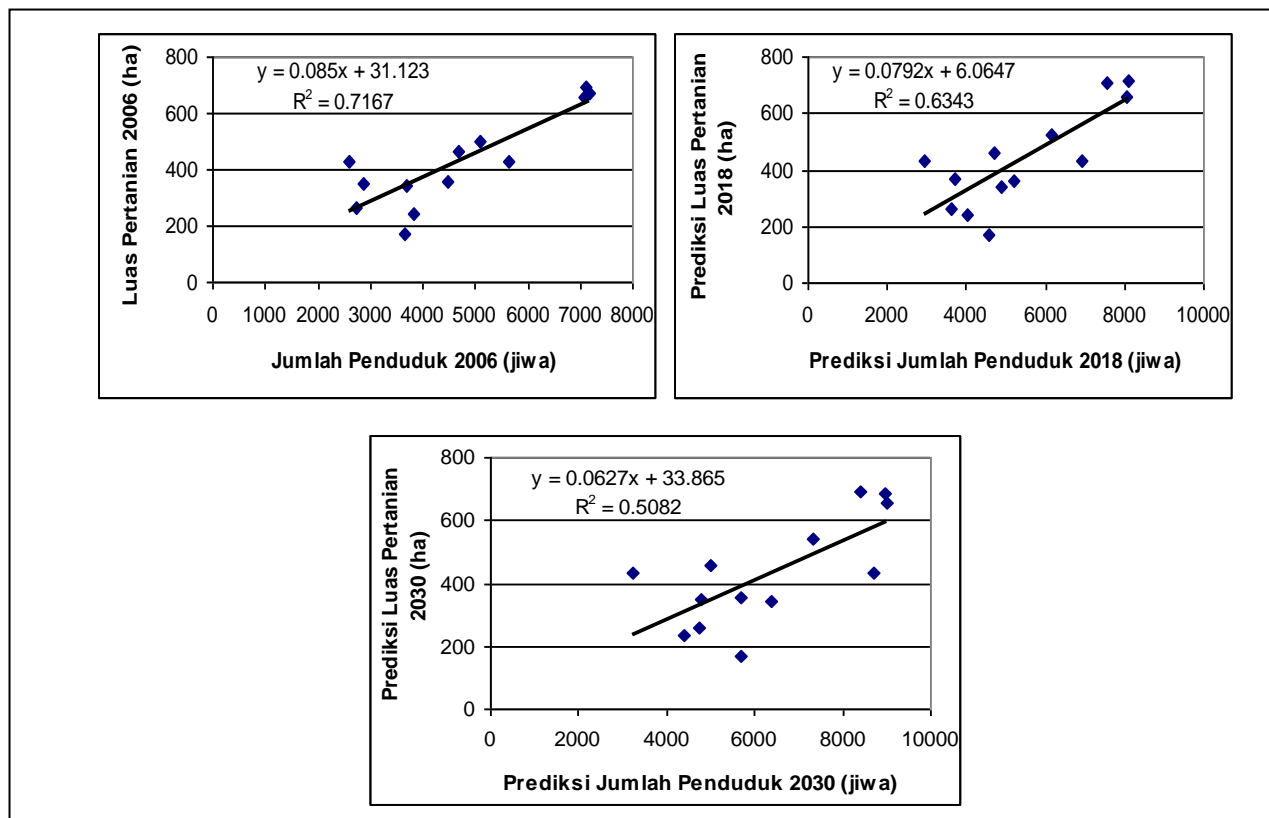 y = 0.085x + 31.123
R² = 0.7167
Luas Pertanian 2006 (ha)
800
600
400
200
0
0 1000 2000 3000 4000 5000 6000 7000 8000
Jumlah Penduduk 2006 (jiwa)
y = 0.0792x + 6.0647
R² = 0.6343
Prediksi Luas Pertanian
2018 (ha)
800
600
400
200
0
0 2000 4000 6000 8000 10000
Prediksi Jumlah Penduduk 2018 (jiwa)
y = 0.0627x + 33.865
R² = 0.5082
Prediksi Luas Pertanian
2030 (ha)
800
600
400
200
0
0 2000 4000 6000 8000 10000
Prediksi Jumlah Penduduk 2030 (jiwa)